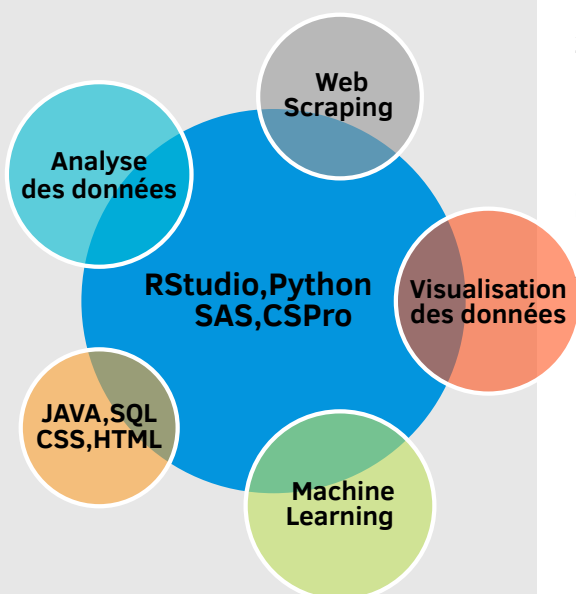 Web
Scraping
Analyse
des données
RStudio,Python
SAS,CSPro
Visualisation
des données
JAVA,SQL
CSS,HTML
Machine
Learning